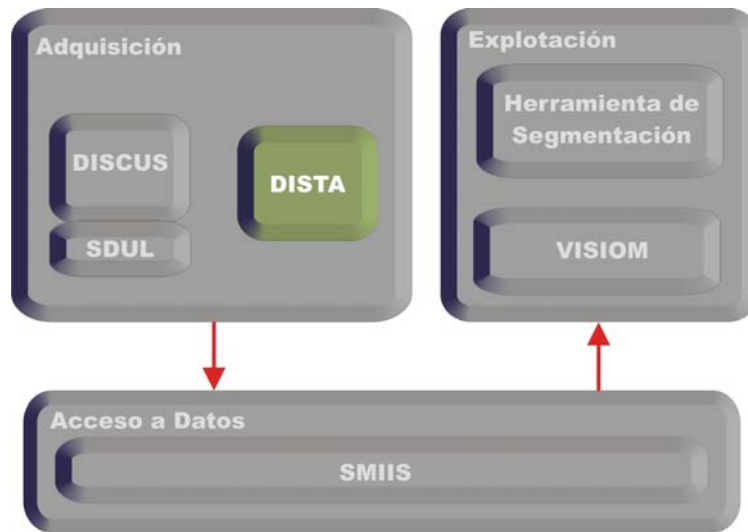 Adquisición
DISCUS
SDUL
DISTA
Explotación
Herramienta de
Segmentación
VISIOM
Acceso a Datos
SMIIS